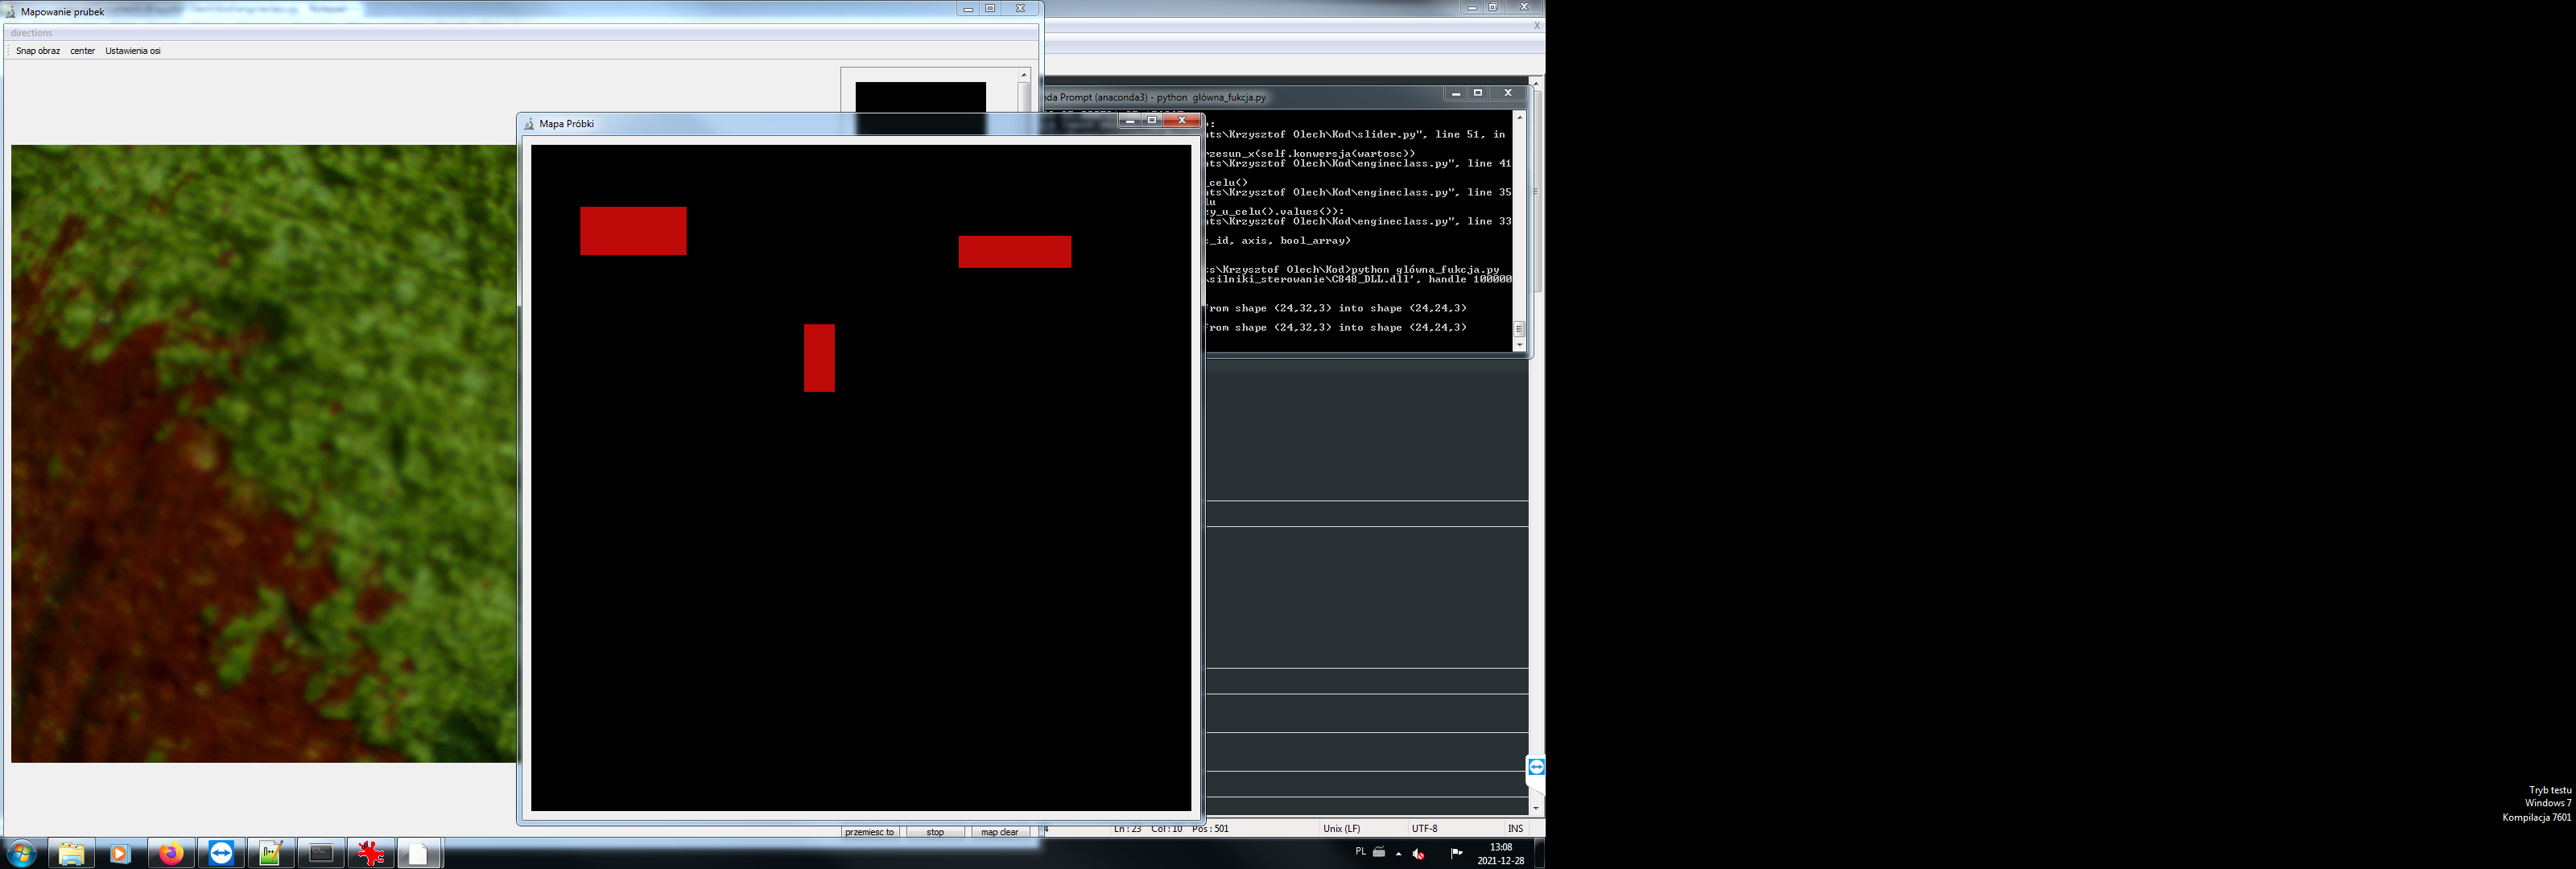 Mapowanie prubek
directions
Snap obraz center Ustawienia osi
nda Prompt (anaconda3) - python główna_fukcja.py
Mapa Próbki
nts\Krzysztof Olech\Kod\slider.py", line 51, in
rzesun_x(self.konwersja(wartosc))
nts\Krzysztof Olech\Kod\engineclass.py", line 41
_celu()
nts\Krzysztof Olech\Kod\engineclass.py", line 35
lu
zy_u_celu().values()):
nts\Krzysztof Olech\Kod\engineclass.py", line 33
c_id, axis, bool_array)
ts\Krzysztof Olech\Kod>python główna_fukcja.py
\silniki_sterowanie\C848_DLL.dll', handle 100000
from shape (24,32,3) into shape (24,24,3)
from shape (24,32,3) into shape (24,24,3)
przemiesc to stop map clear
4 Ln : 23 Col : 10 Pos : 501 Unix (LF) UTF-8 INS
PL 13:08
2021-12-28
Tryb testu
Windows 7
Kompilacja 7601